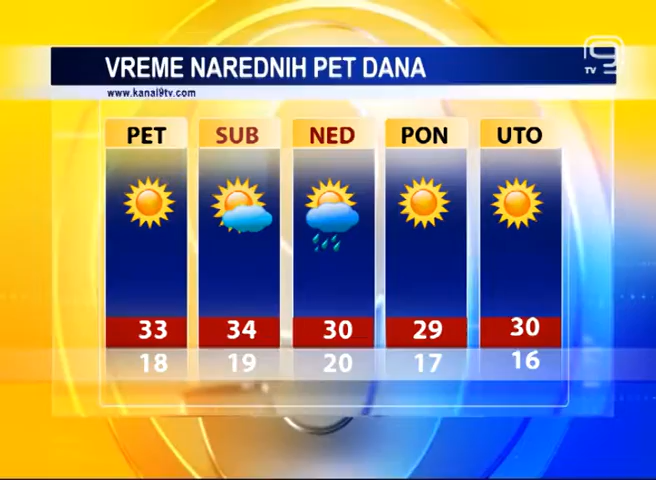 VREME NAREDNIH PET DANA
9
TV
www.kanal9tv.com
PET SUB NED PON UTO
33 34 30 29 30
18 19 20 17 16